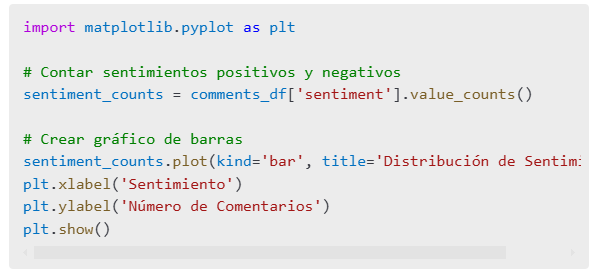 import matplotlib.pyplot as plt
# Contar sentimientos positivos y negativos
sentiment_counts = comments_df['sentiment'].value_counts()
# Crear gráfico de barras
sentiment_counts.plot(kind='bar', title='Distribución de Sentimi
plt.xlabel('Sentimiento')
plt.ylabel('Número de Comentarios')
plt.show()